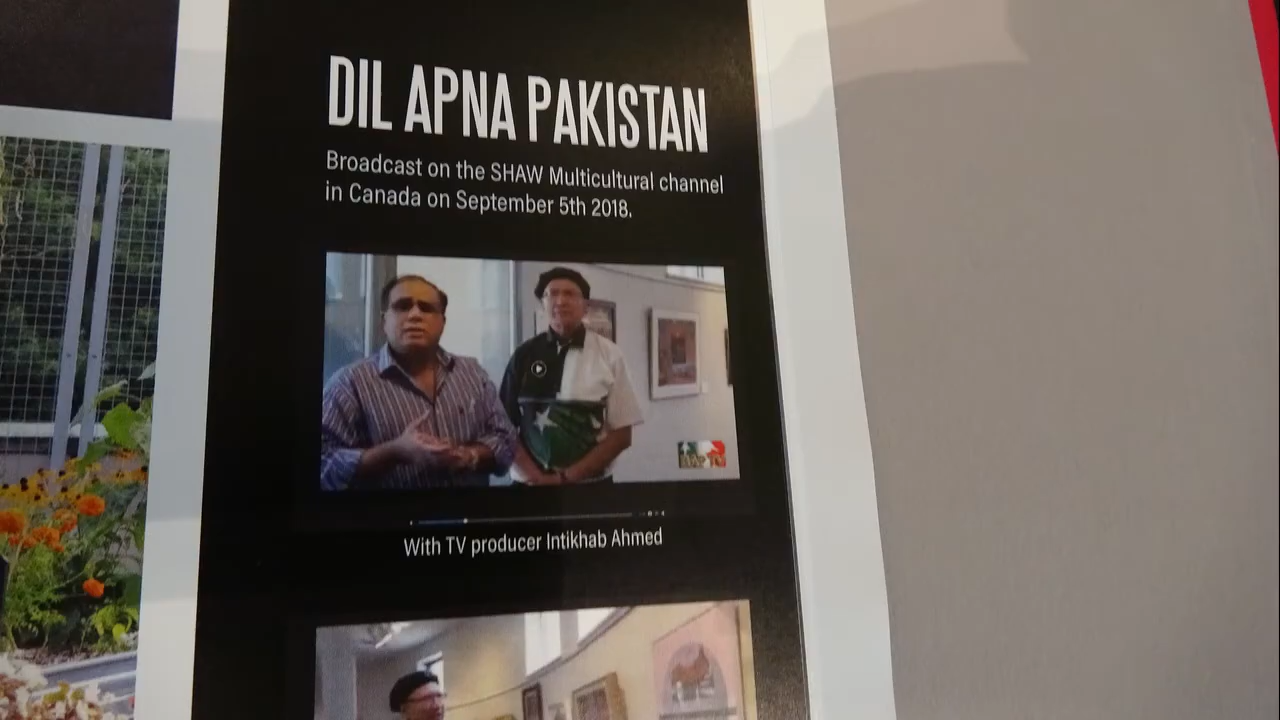 DIL APNA PAKISTAN
Broadcast on the SHAW Multicultural channel
in Canada on September 5th 2018.
With TV producer Intikhab Ahmed